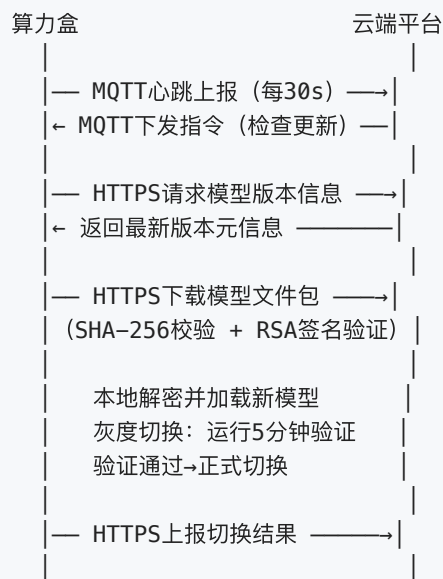 算力盒 云端平台
MQTT心跳上报（每30s）
MQTT下发指令（检查更新）
HTTPS请求模型版本信息
返回最新版本元信息
HTTPS下载模型文件包
（SHA-256校验 + RSA签名验证）
本地解密并加载新模型
灰度切换：运行5分钟验证
验证通过→正式切换
HTTPS上报切换结果